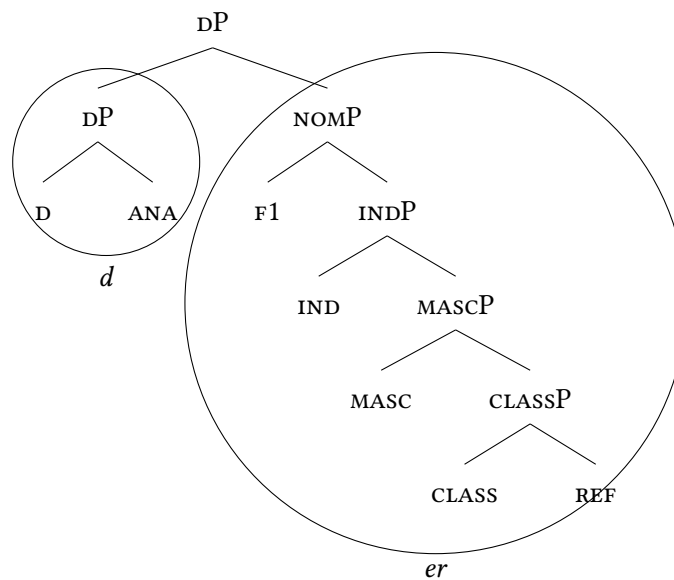 DP
DP NOMP
D ANA F1 INDP
d
IND MASCP
MASC CLASSP
CLASS REF
er